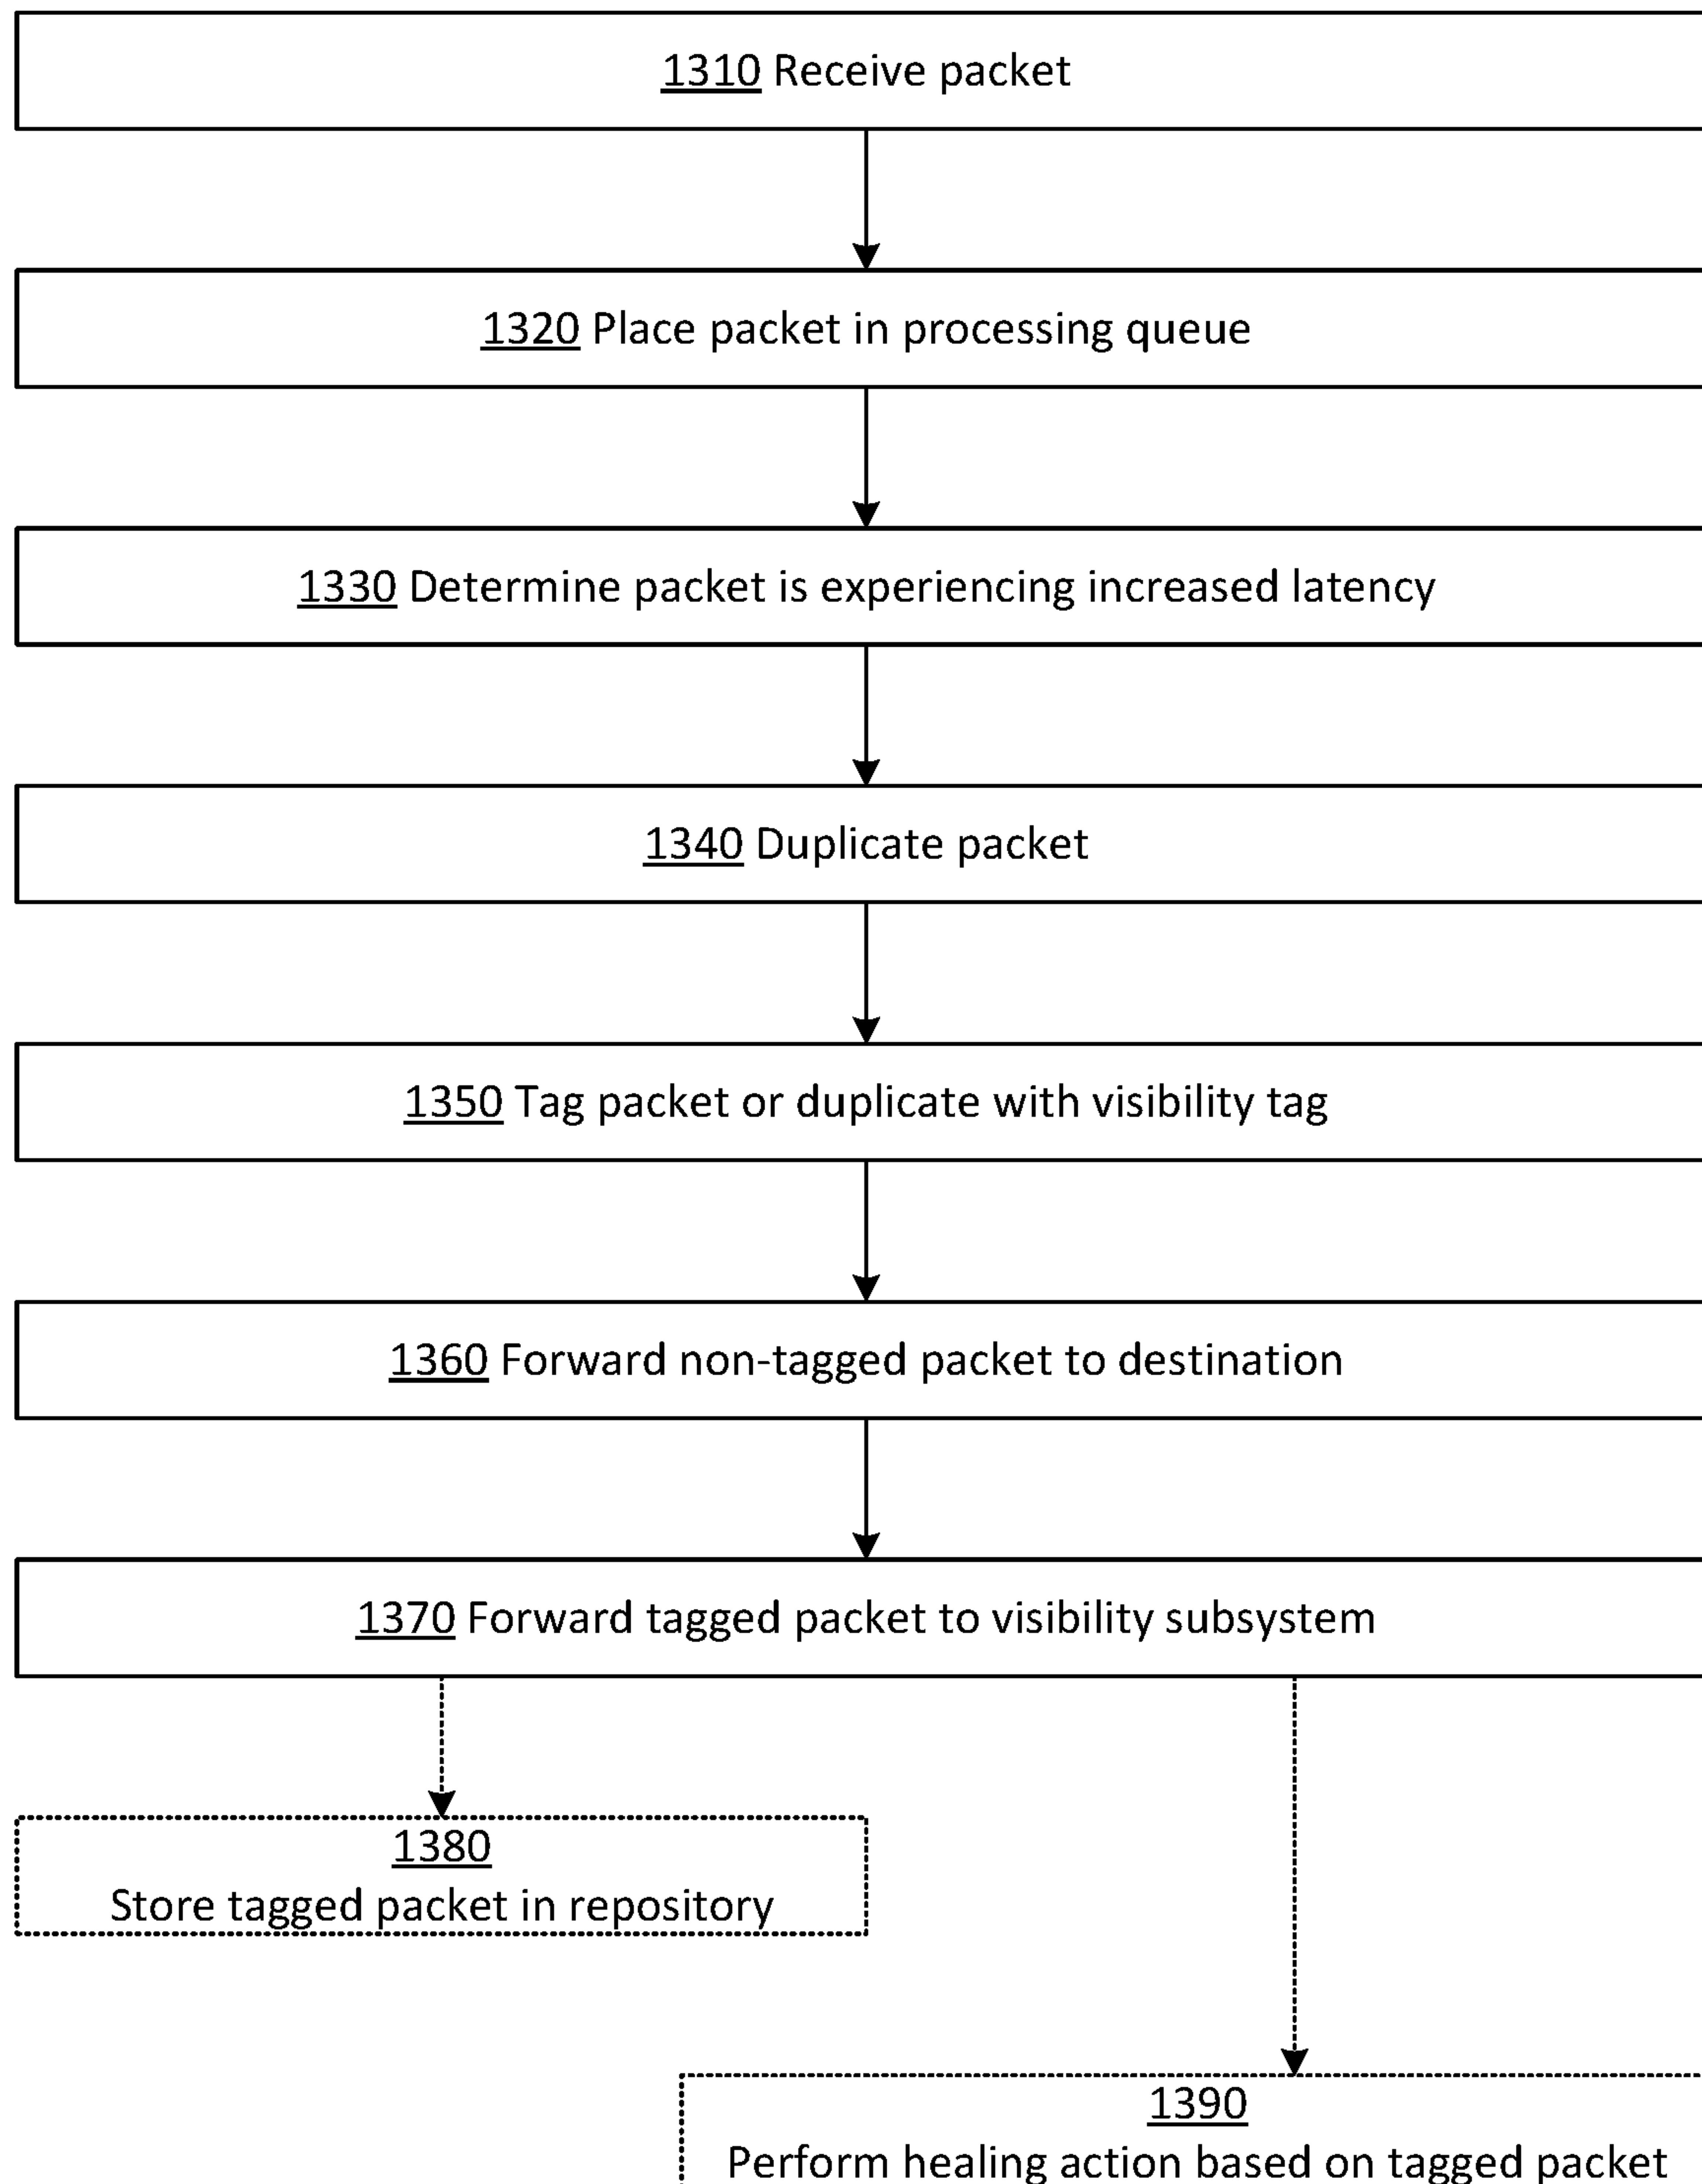 1310 Receive packet
1320 Place packet in processing queue
1330 Determine packet is experiencing increased latency
1340 Duplicate packet
1350 Tag packet or duplicate with visibility tag
1360 Forward non-tagged packet to destination
1370 Forward tagged packet to visibility subsystem
1380
Store tagged packet in repository
1390
Perform healing action based on tagged packet